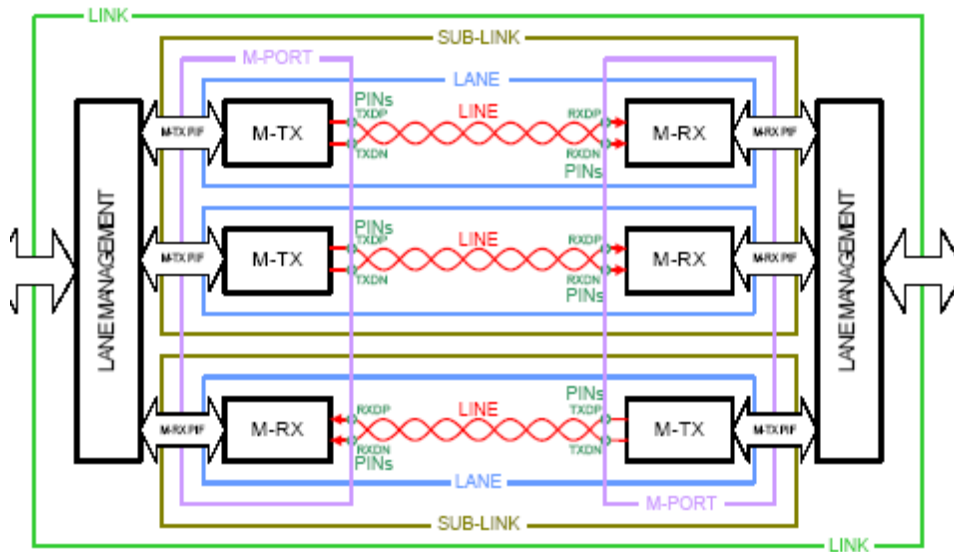 LINK
SUB-LINK
M-PORT
LANE
PINs
TXDP
LINE
RXDP
M-TX PIF
M-TX
M-RX
M-RX PIF
TXDN
RXDN
PINs
PINs
TXDP
LINE
RXDP
M-TX PIF
M-TX
M-RX
M-RX PIF
TXDN
RXDN
PINs
LANE MANAGEMENT
LANE MANAGEMENT
PINs
RXDP
LINE
TXDP
M-RX PIF
M-RX
M-TX
M-TX PIF
RXDN
TXDN
PINs
LANE
M-PORT
SUB-LINK
LINK